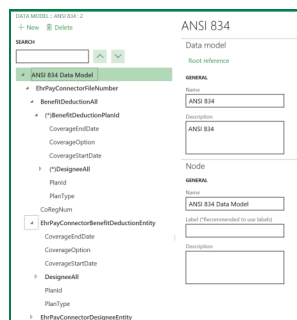 DATA MODEL :: ANSI 834 : 2
+ New  Delete
SEARCH
ANSI 834 Data Model
EhrPayConnectorFileNumber
BenefitDeductionAll
(*)BenefitDeductionPlanId
CoverageEndDate
CoverageOption
CoverageStartDate
(*)DesigneeAll
PlanId
PlanType
CoRegNum
EhrPayConnectorBenefitDeductionEntity
CoverageEndDate
CoverageOption
CoverageStartDate
DesigneeAll
PlanId
PlanType
EhrPayConnectorDesigneeEntity
ANSI 834
Data model
Root reference
GENERAL
Name
ANSI 834
Description
ANSI 834
Node
GENERAL
Name
ANSI 834 Data Model
Label (*Recommended to use labels)
Description